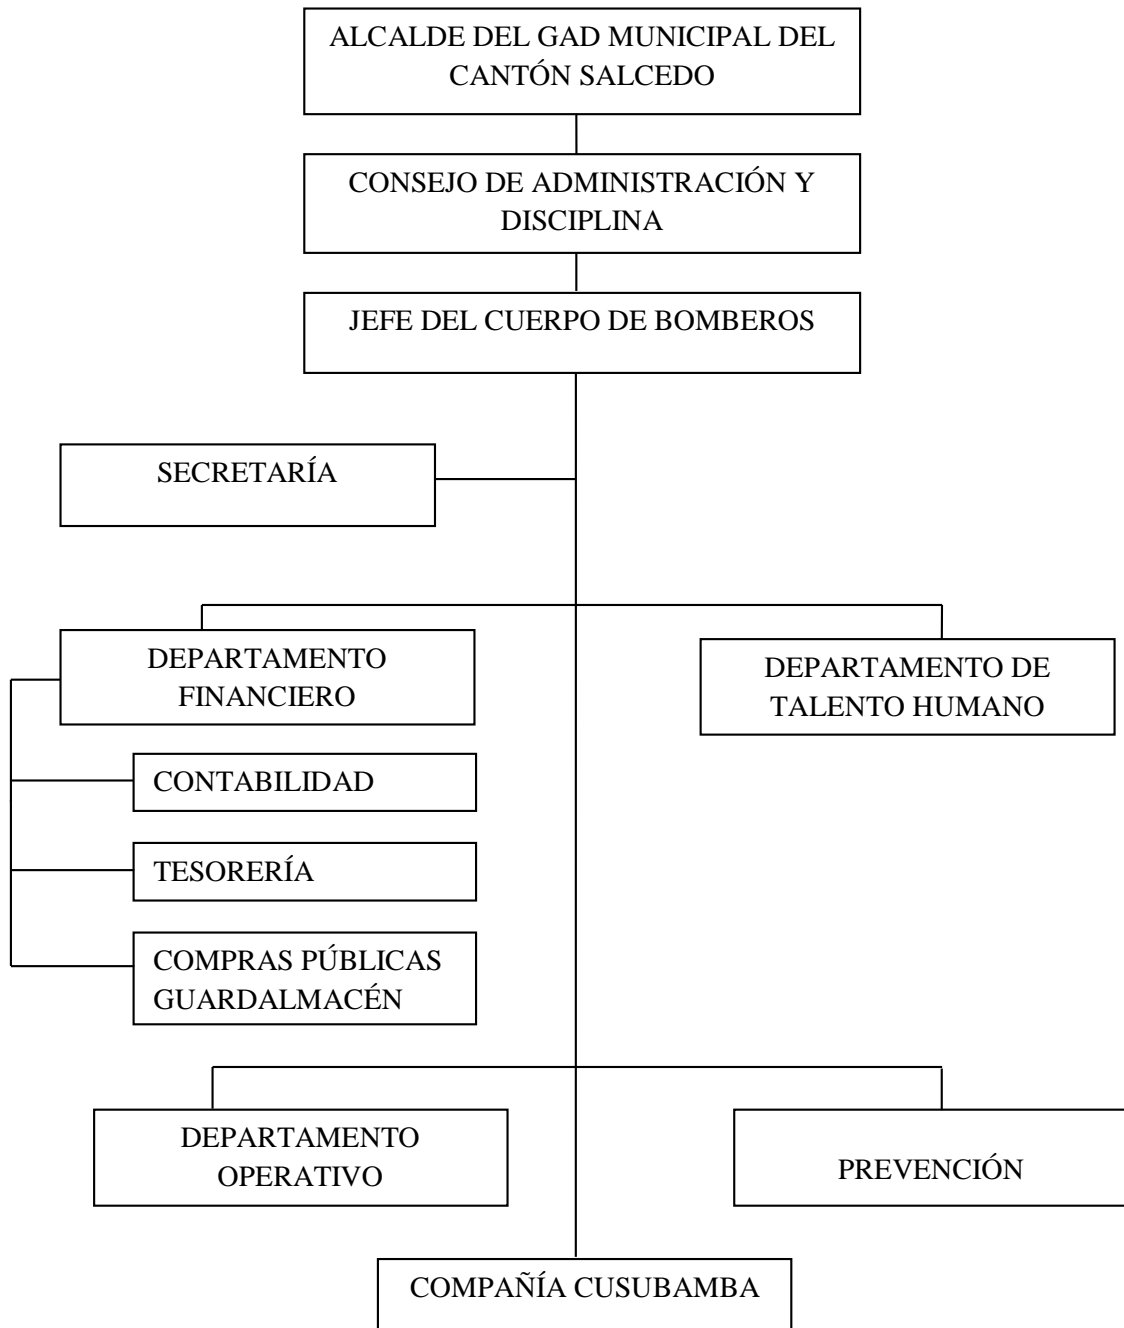 ALCALDE DEL GAD MUNICIPAL DEL
CANTÓN SALCEDO
CONSEJO DE ADMINISTRACIÓN Y
DISCIPLINA
JEFE DEL CUERPO DE BOMBEROS
SECRETARÍA
DEPARTAMENTO
FINANCIERO
DEPARTAMENTO DE
TALENTO HUMANO
CONTABILIDAD
TESORERÍA
COMPRAS PÚBLICAS
GUARDALMACÉN
DEPARTAMENTO
OPERATIVO
PREVENCIÓN
COMPAÑÍA CUSUBAMBA